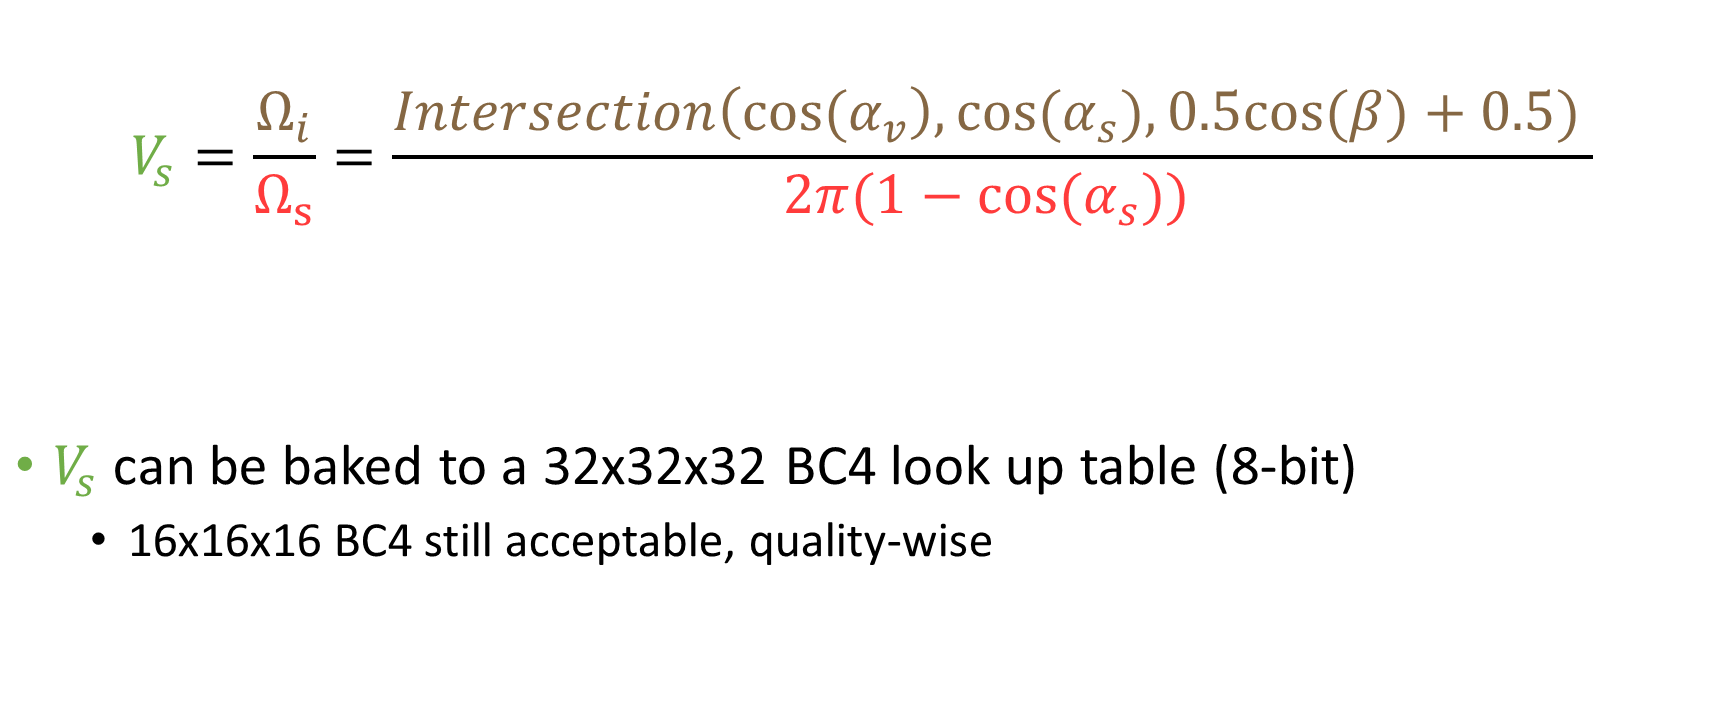 V_s = Ω_i / Ω_s = Intersection(cos(α_v), cos(α_s), 0.5cos(β) + 0.5) / 2π(1 − cos(α_s))
• V_s can be baked to a 32x32x32 BC4 look up table (8-bit)
• 16x16x16 BC4 still acceptable, quality-wise